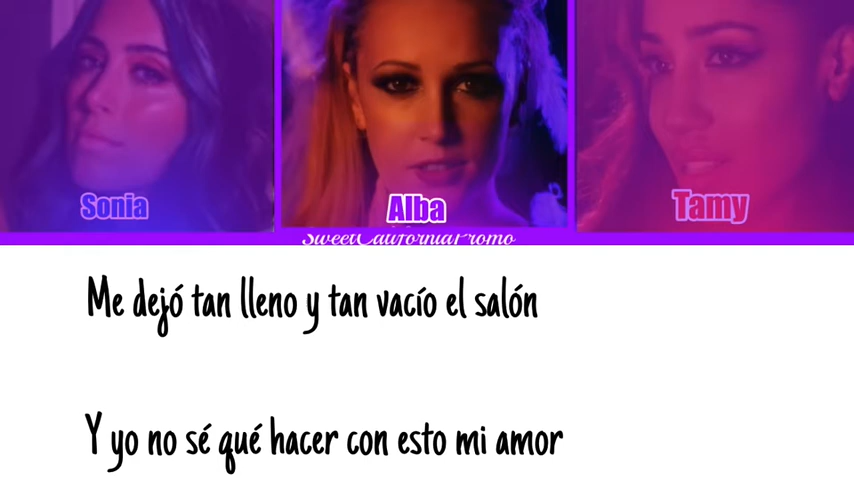 Sonia Alba Tamy
SweetCaliforniaPromo
Me dejó tan lleno y tan vacío el salón
Y yo no sé qué hacer con esto mi amor